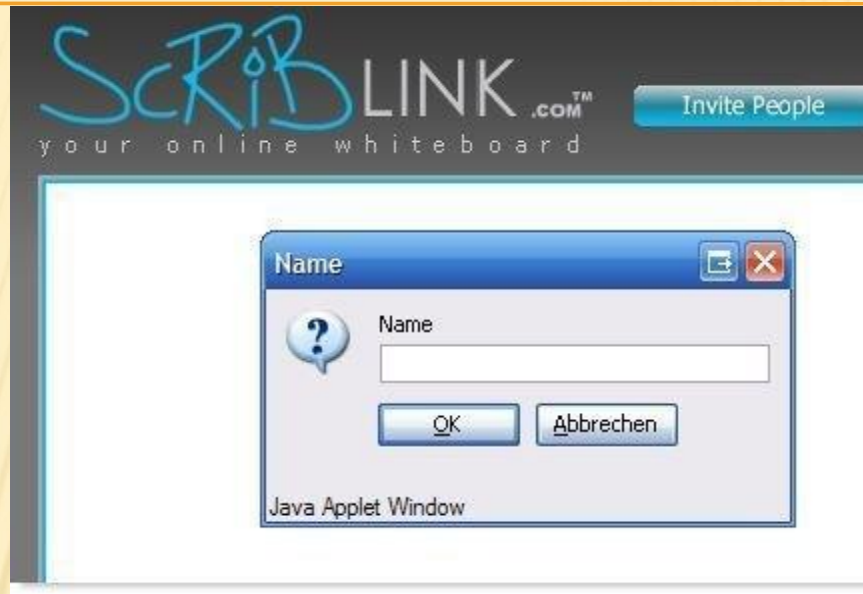 ScRiBLINK.com™
Invite People
your online whiteboard
Name
?
Name
OK
Abbrechen
Java Applet Window